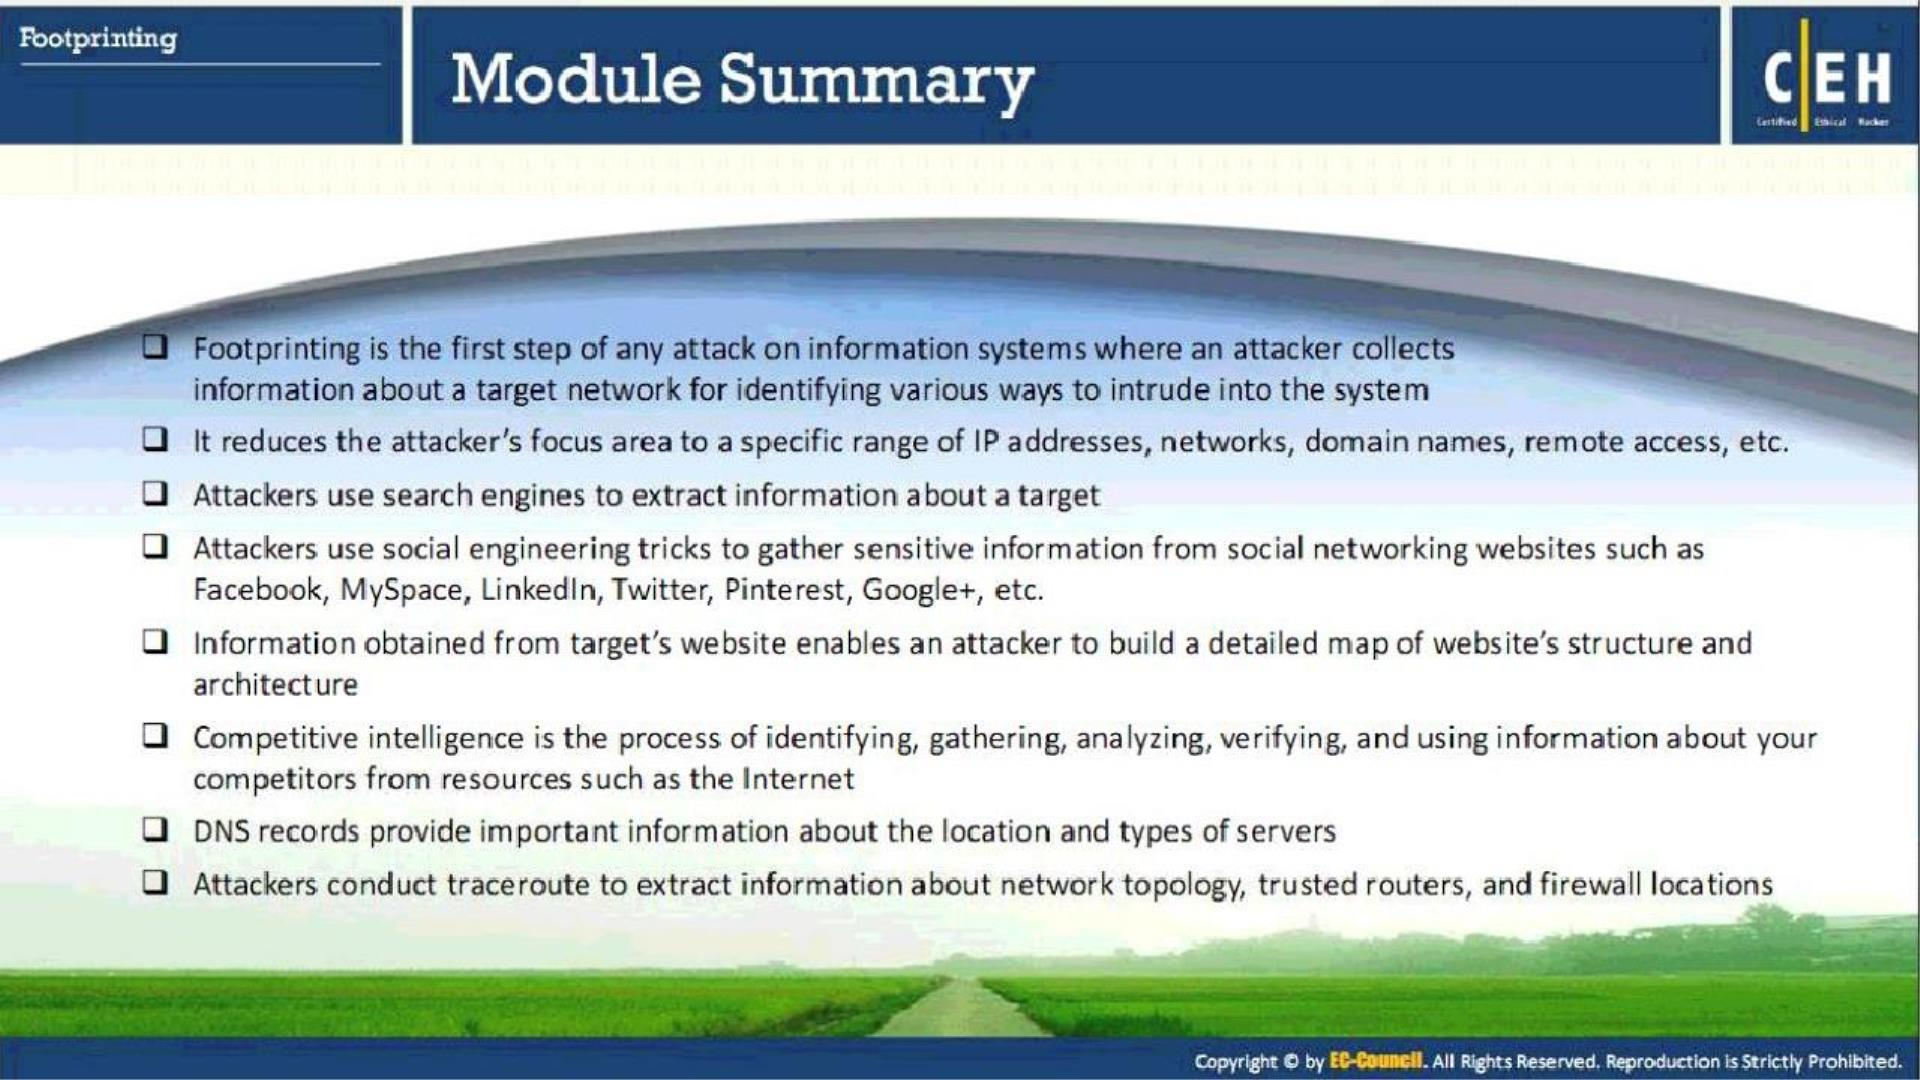 Footprinting
Module Summary
C|EH
Certified Ethical Hacker
❑ Footprinting is the first step of any attack on information systems where an attacker collects
information about a target network for identifying various ways to intrude into the system
❑ It reduces the attacker's focus area to a specific range of IP addresses, networks, domain names, remote access, etc.
❑ Attackers use search engines to extract information about a target
❑ Attackers use social engineering tricks to gather sensitive information from social networking websites such as
Facebook, MySpace, LinkedIn, Twitter, Pinterest, Google+, etc.
❑ Information obtained from target's website enables an attacker to build a detailed map of website's structure and
architecture
❑ Competitive intelligence is the process of identifying, gathering, analyzing, verifying, and using information about your
competitors from resources such as the Internet
❑ DNS records provide important information about the location and types of servers
❑ Attackers conduct traceroute to extract information about network topology, trusted routers, and firewall locations
Copyright © by EC-Council. All Rights Reserved. Reproduction is Strictly Prohibited.